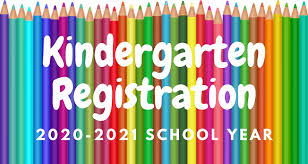 Kindergarten
Registration
2020-2021 SCHOOL YEAR